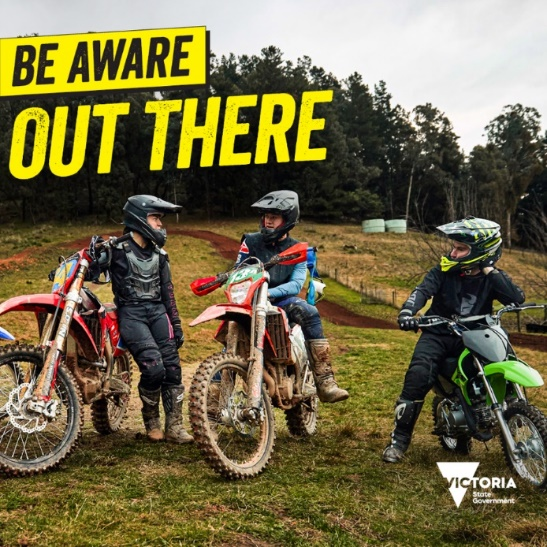 BE AWARE
OUT THERE
VICTORIA
State
Government